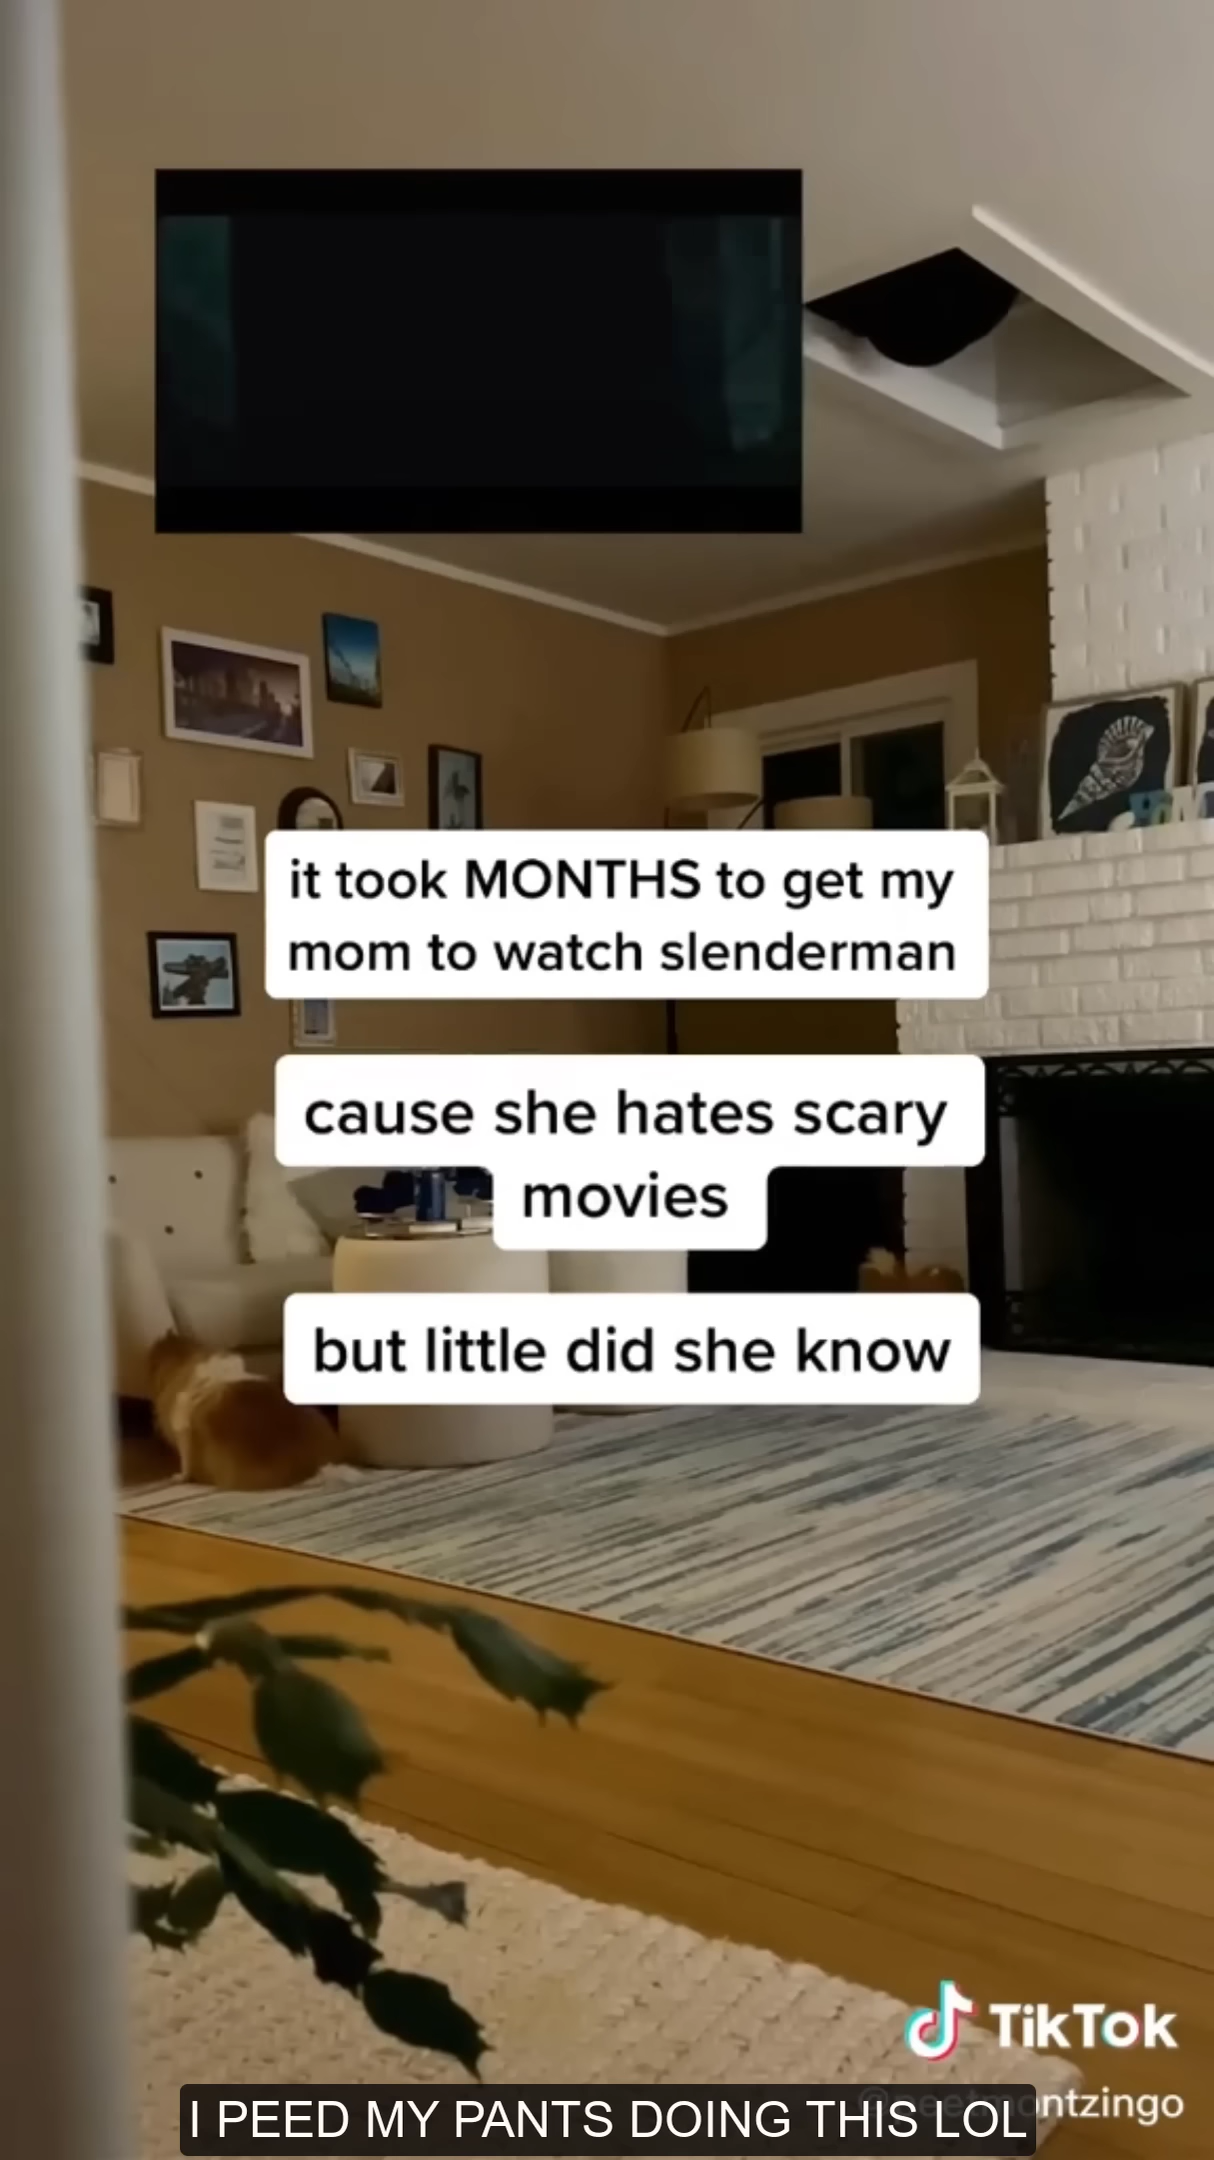 it took MONTHS to get my
mom to watch slenderman
cause she hates scary
movies
but little did she know
TikTok
I PEED MY PANTS DOING THIS LOL